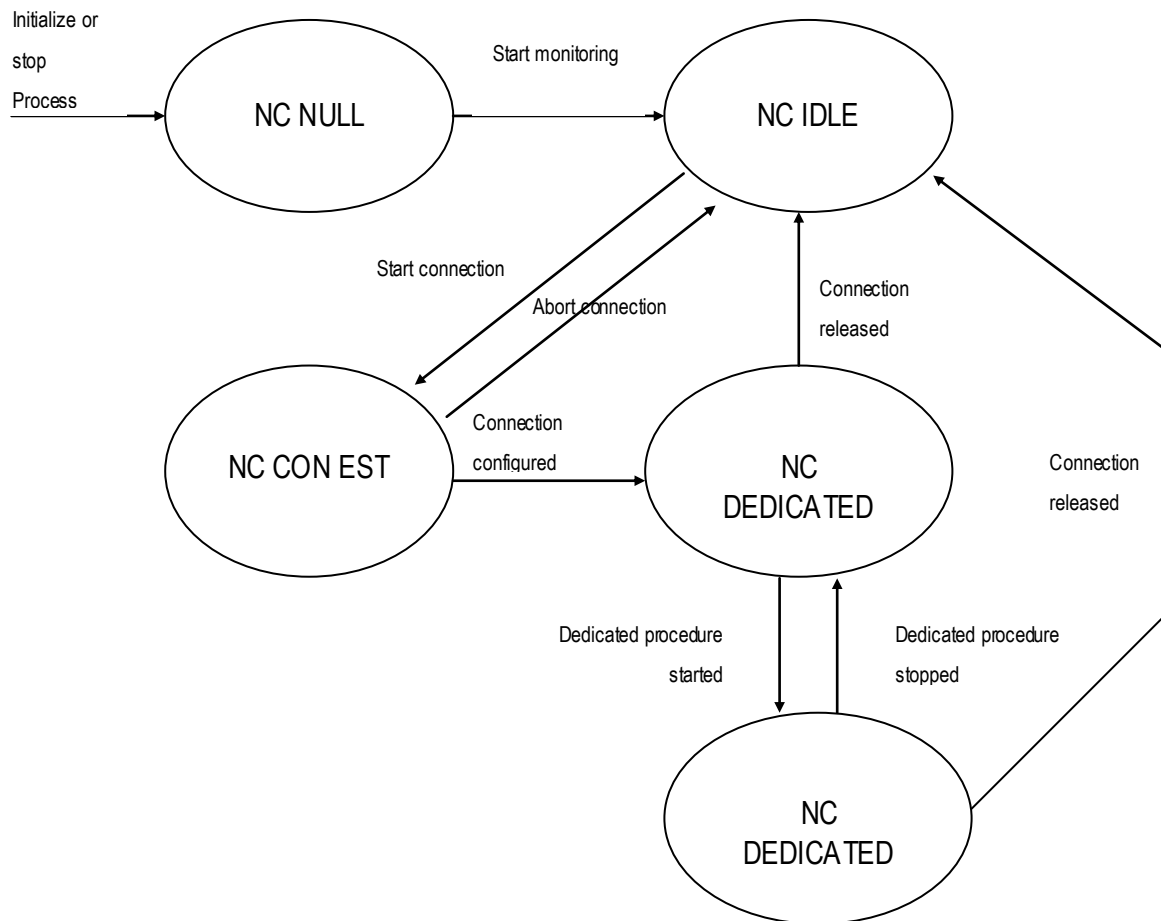 Initialize or
stop
Process
NC NULL
Start monitoring
NC IDLE
Start connection
Abort connection
Connection
released
NC CON EST
Connection
configured
NC
DEDICATED
Connection
released
Dedicated procedure
started
Dedicated procedure
stopped
NC
DEDICATED